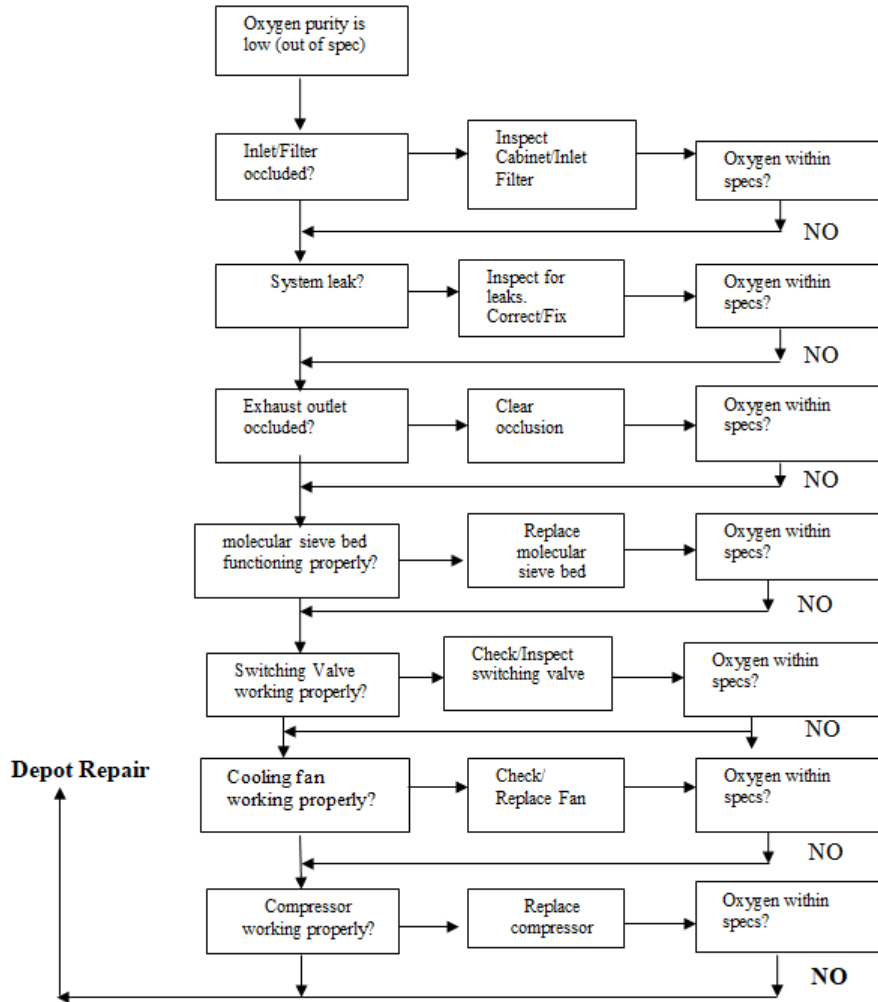 Oxygen purity is
low (out of spec)
Inlet/Filter
occluded?
Inspect
Cabinet/Inlet
Filter
Oxygen within
specs?
NO
System leak?
Inspect for
leaks.
Correct/Fix
Oxygen within
specs?
NO
Exhaust outlet
occluded?
Clear
occlusion
Oxygen within
specs?
NO
molecular sieve bed
functioning properly?
Replace
molecular
sieve bed
Oxygen within
specs?
NO
Switching Valve
working properly?
Check/Inspect
switching valve
Oxygen within
specs?
NO
Depot Repair
Cooling fan
working properly?
Check/
Replace Fan
Oxygen within
specs?
NO
Compressor
working properly?
Replace
compressor
Oxygen within
specs?
NO